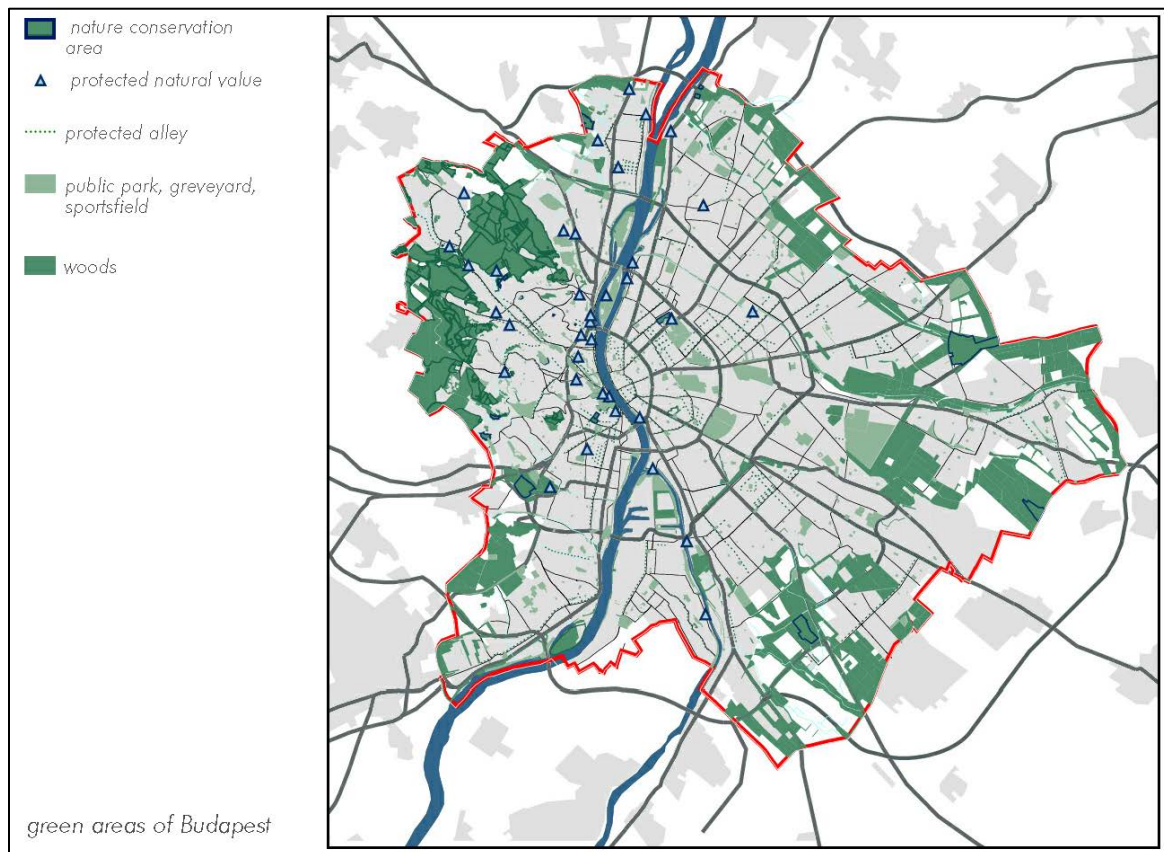 nature conservation
area
protected natural value
protected alley
public park, greveyard,
sportsfield
woods
green areas of Budapest